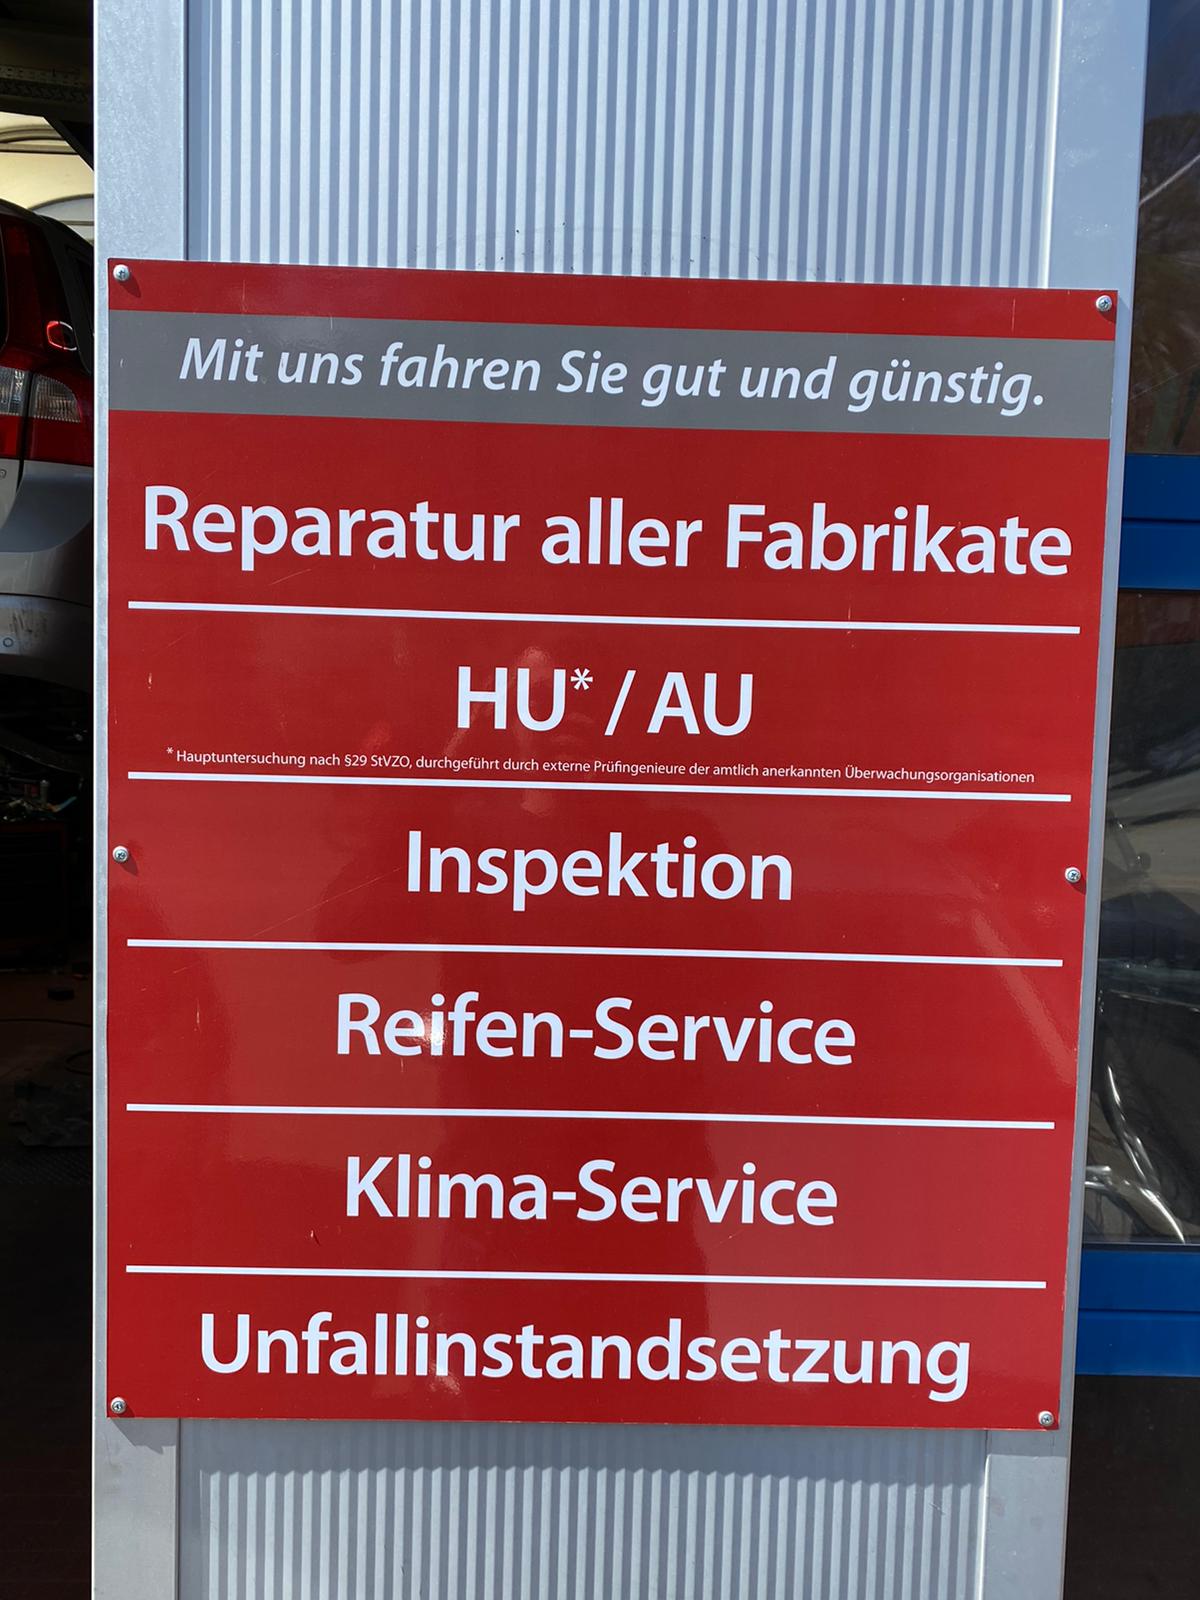 Mit uns fahren Sie gut und günstig.
Reparatur aller Fabrikate
HU* / AU
* Hauptuntersuchung nach §29 StVZO, durchgeführt durch externe Prüfingenieure der amtlich anerkannten Überwachungsorganisationen
Inspektion
Reifen-Service
Klima-Service
Unfallinstandsetzung